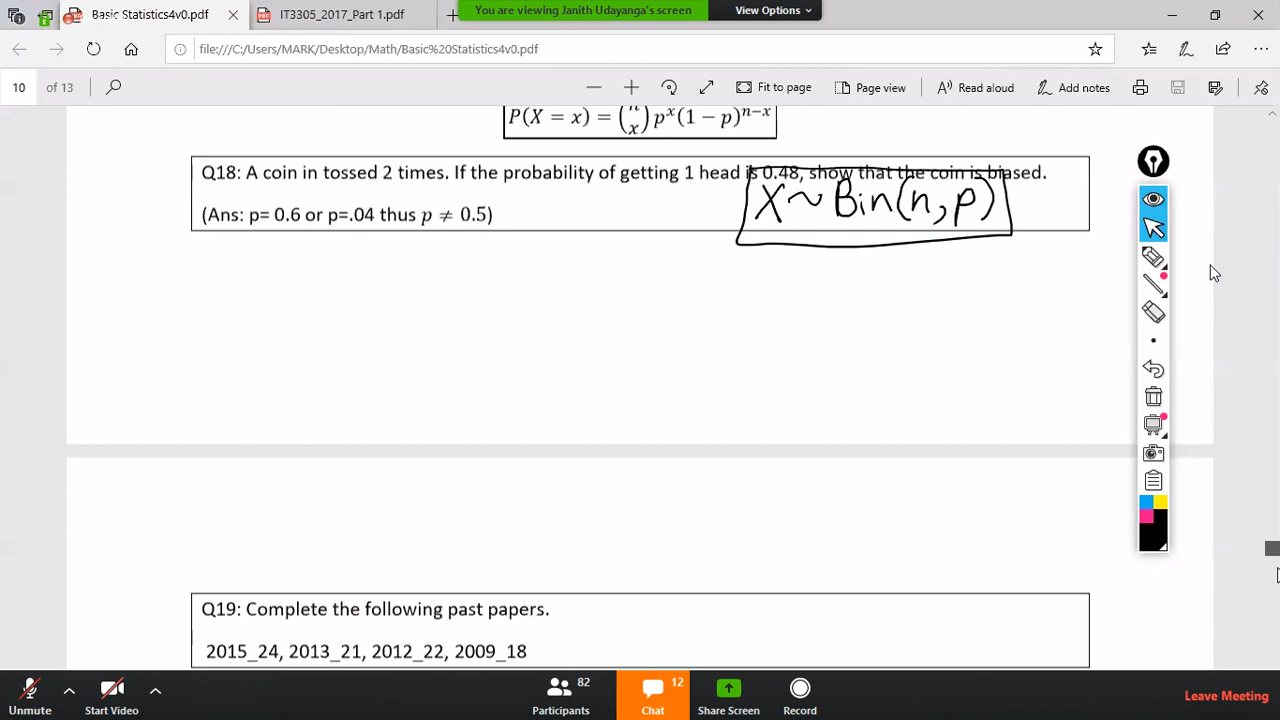 Basic Statistics4v0.pdf
IT3305_2017_Part 1.pdf
You are viewing Janith Udayanga's screen
View Options
file:///C:/Users/MARK/Desktop/Math/Basic%20Statistics4v0.pdf
10 of 13
Fit to page
Page view
Read aloud
Add notes
P(X = x) = (n x) p^x (1 − p)^{n−x}
Q18: A coin in tossed 2 times. If the probability of getting 1 head is 0.48, show that the coin is biased.
X ~ Bin(n, p)
(Ans: p= 0.6 or p=.04 thus p ≠ 0.5)
Q19: Complete the following past papers.
2015_24, 2013_21, 2012_22, 2009_18
Unmute
Start Video
82
Participants
12
Chat
Share Screen
Record
Leave Meeting